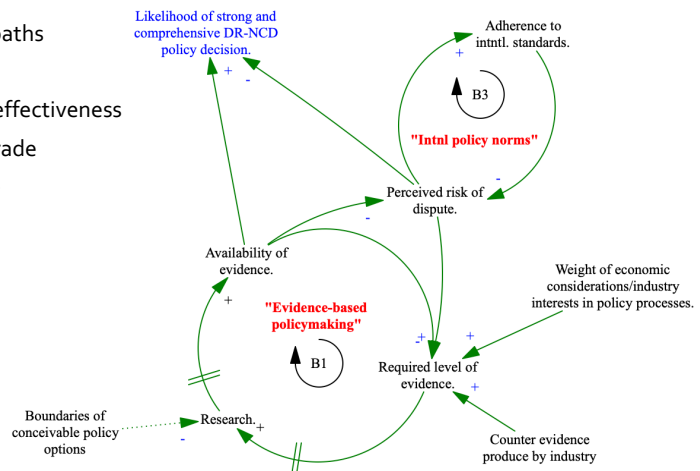 aths
effectiveness
rade
Likelihood of strong and
comprehensive DR-NCD
policy decision.
+
-
Adherence to
intntl. standards.
+
B3
"Intnl policy norms"
-
Perceived risk of
dispute.
-
Availability of
evidence.
+
"Evidence-based
policymaking"
B1
Weight of economic
considerations/industry
interests in policy processes.
-
+
+
Required level of
evidence.
+
Boundaries of
conceivable policy
options
-
Research.
+
Counter evidence
produce by industry